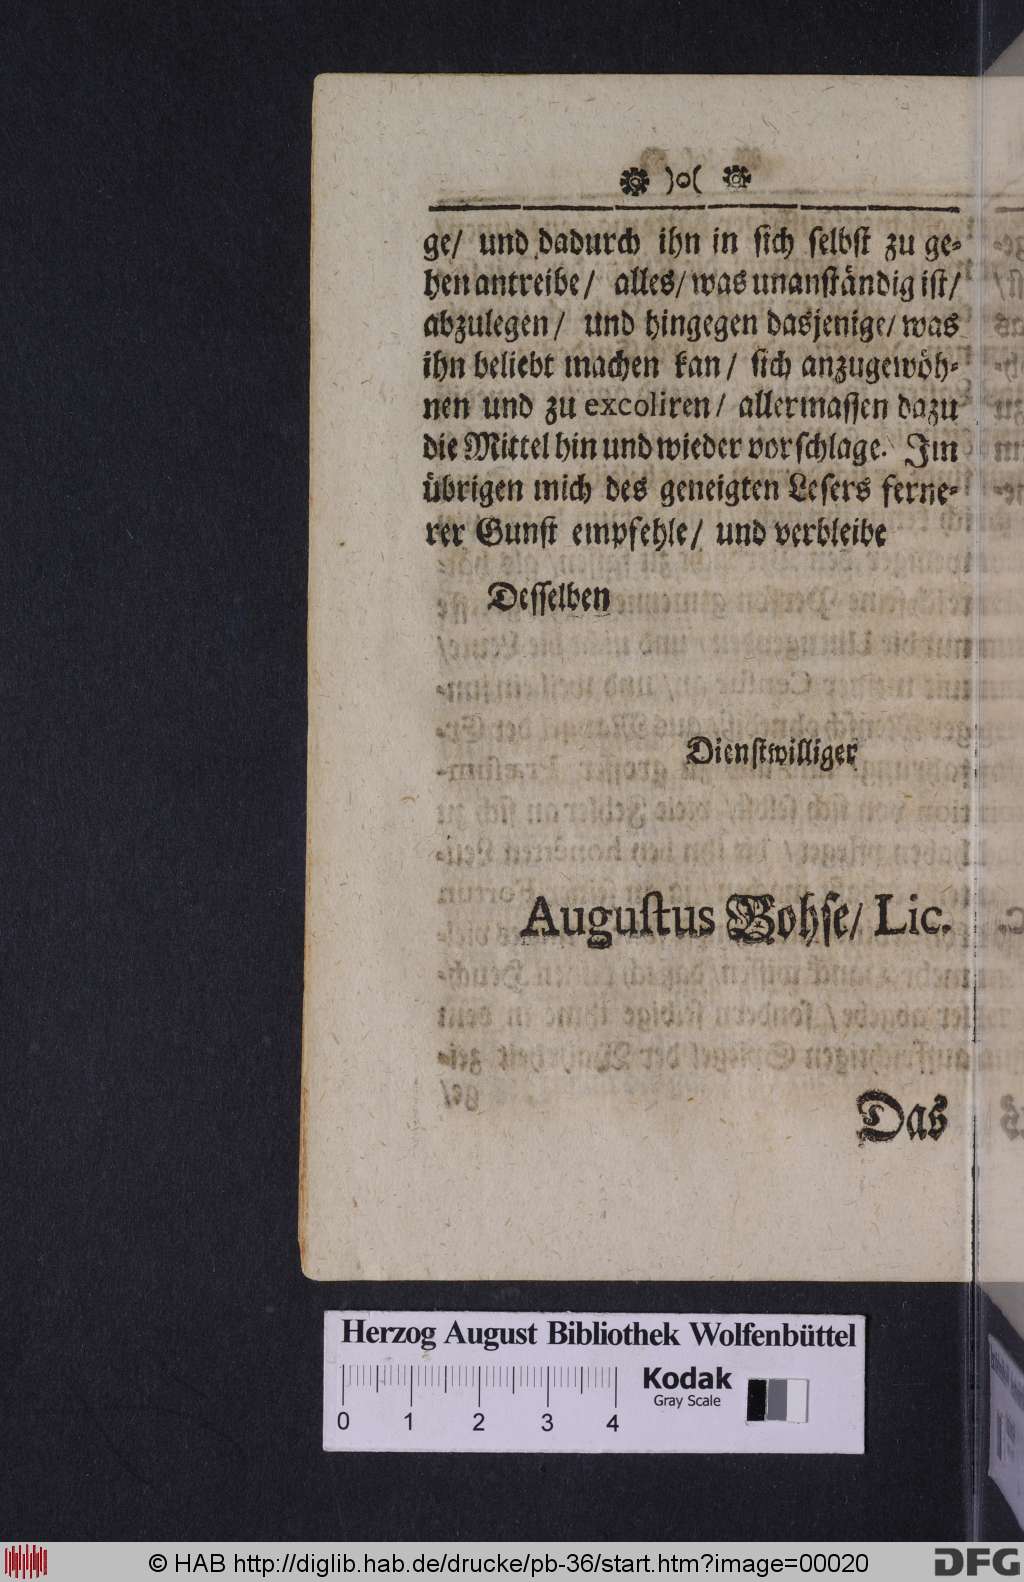 )o(
ge/ und dadurch ihn in ſich ſelbſt zu ge-
hen antreibe/ alles/ was unanſtändig iſt/
abzulegen/ und hingegen dasjenige/ was
ihn beliebt machen kan/ ſich anzugewöh-
nen und zu excoliren/ allermaſſen dazu
die Mittel hin und wieder vorſchlage. Im
übrigen mich des geneigten Leſers ferne-
rer Gunſt empfehle/ und verbleibe
Deſſelben
Dienſtwilliger
Auguſtus Bohſe/ Lic.
Das
Herzog August Bibliothek Wolfenbüttel
Kodak
Gray Scale
0 1 2 3 4
© HAB http://diglib.hab.de/drucke/pb-36/start.htm?image=00020
DFG